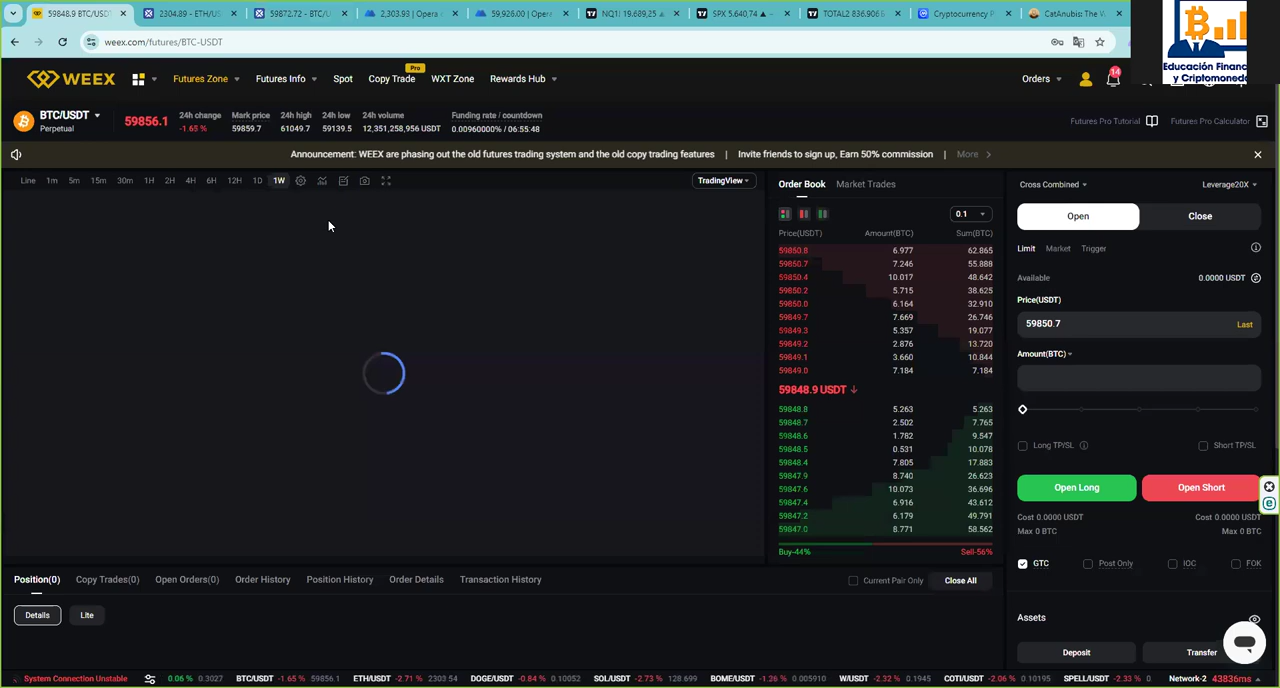 59848.9 BTC/USDT
2304.89 - ETH/US
59872.72 - BTC/U
2,303.93 | Opera
59,926.00 | Opera
NQ1! 19.689,25
SPX 5.640,74 ▲ −
TOTAL2 836.906
Cryptocurrency P
CatAnubis: The V
weex.com/futures/BTC-USDT
Educación Finan
y Criptomoneda
WEEX
Futures Zone
Futures Info
Spot
Copy Trade
Pro
WXT Zone
Rewards Hub
Orders
14
BTC/USDT
Perpetual
59856.1
24h change
-1.65 %
Mark price
59859.7
24h high
61049.7
24h low
59139.5
24h volume
12,351,258,956 USDT
Funding rate / countdown
0.00960000% / 06:55:48
Futures Pro Tutorial
Futures Pro Calculator
Announcement: WEEX are phasing out the old futures trading system and the old copy trading features | Invite friends to sign up, Earn 50% commission | More
Line 1m 5m 15m 30m 1H 2H 4H 6H 12H 1D 1W
TradingView
Order Book Market Trades
0.1
Price(USDT) Amount(BTC) Sum(BTC)
59850.8 6.977 62.865
59850.7 7.246 55.888
59850.4 10.017 48.642
59850.2 5.715 38.625
59850.0 6.164 32.910
59849.7 7.669 26.746
59849.3 5.357 19.077
59849.2 2.876 13.720
59849.1 3.660 10.844
59849.0 7.184 7.184
59848.9 USDT ↓
59848.8 5.263 5.263
59848.7 2.502 7.765
59848.6 1.782 9.547
59848.5 0.531 10.078
59848.4 7.805 17.883
59847.9 8.740 26.623
59847.6 10.073 36.696
59847.4 6.916 43.612
59847.2 6.179 49.791
59847.0 8.771 58.562
Buy-44% Sell-56%
Cross Combined
Leverage20X
Open Close
Limit Market Trigger
Available 0.0000 USDT
Price(USDT)
59850.7 Last
Amount(BTC)
Long TP/SL
Short TP/SL
Open Long Open Short
Cost 0.0000 USDT Cost 0.0000 USDT
Max 0 BTC Max 0 BTC
GTC Post Only IOC FOK
Assets
Deposit Transfer
Position(0) Copy Trades(0) Open Orders(0) Order History Position History Order Details Transaction History
Current Pair Only Close All
Details Lite
System Connection Unstable
0.06 % 0.3027 BTC/USDT -1.65 % 59856.1 ETH/USDT -2.71 % 2303.54 DOGE/USDT -0.84 % 0.10052 SOL/USDT -2.73 % 128.699 BOME/USDT -1.26 % 0.005910 W/USDT -2.32 % 0.1945 COTI/USDT -2.06 % 0.10195 SPELL/USDT -2.33 % 0 Network-2 43836ms